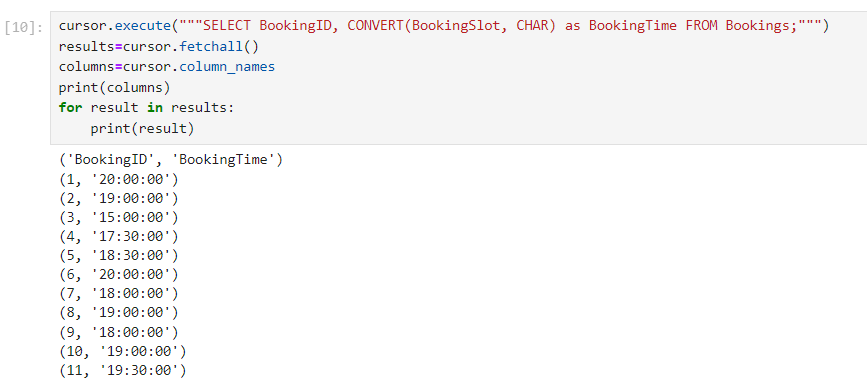 [10]: cursor.execute("""SELECT BookingID, CONVERT(BookingSlot, CHAR) as BookingTime FROM Bookings;""")
results=cursor.fetchall()
columns=cursor.column_names
print(columns)
for result in results:
    print(result)
('BookingID', 'BookingTime')
(1, '20:00:00')
(2, '19:00:00')
(3, '15:00:00')
(4, '17:30:00')
(5, '18:30:00')
(6, '20:00:00')
(7, '18:00:00')
(8, '19:00:00')
(9, '18:00:00')
(10, '19:00:00')
(11, '19:30:00')